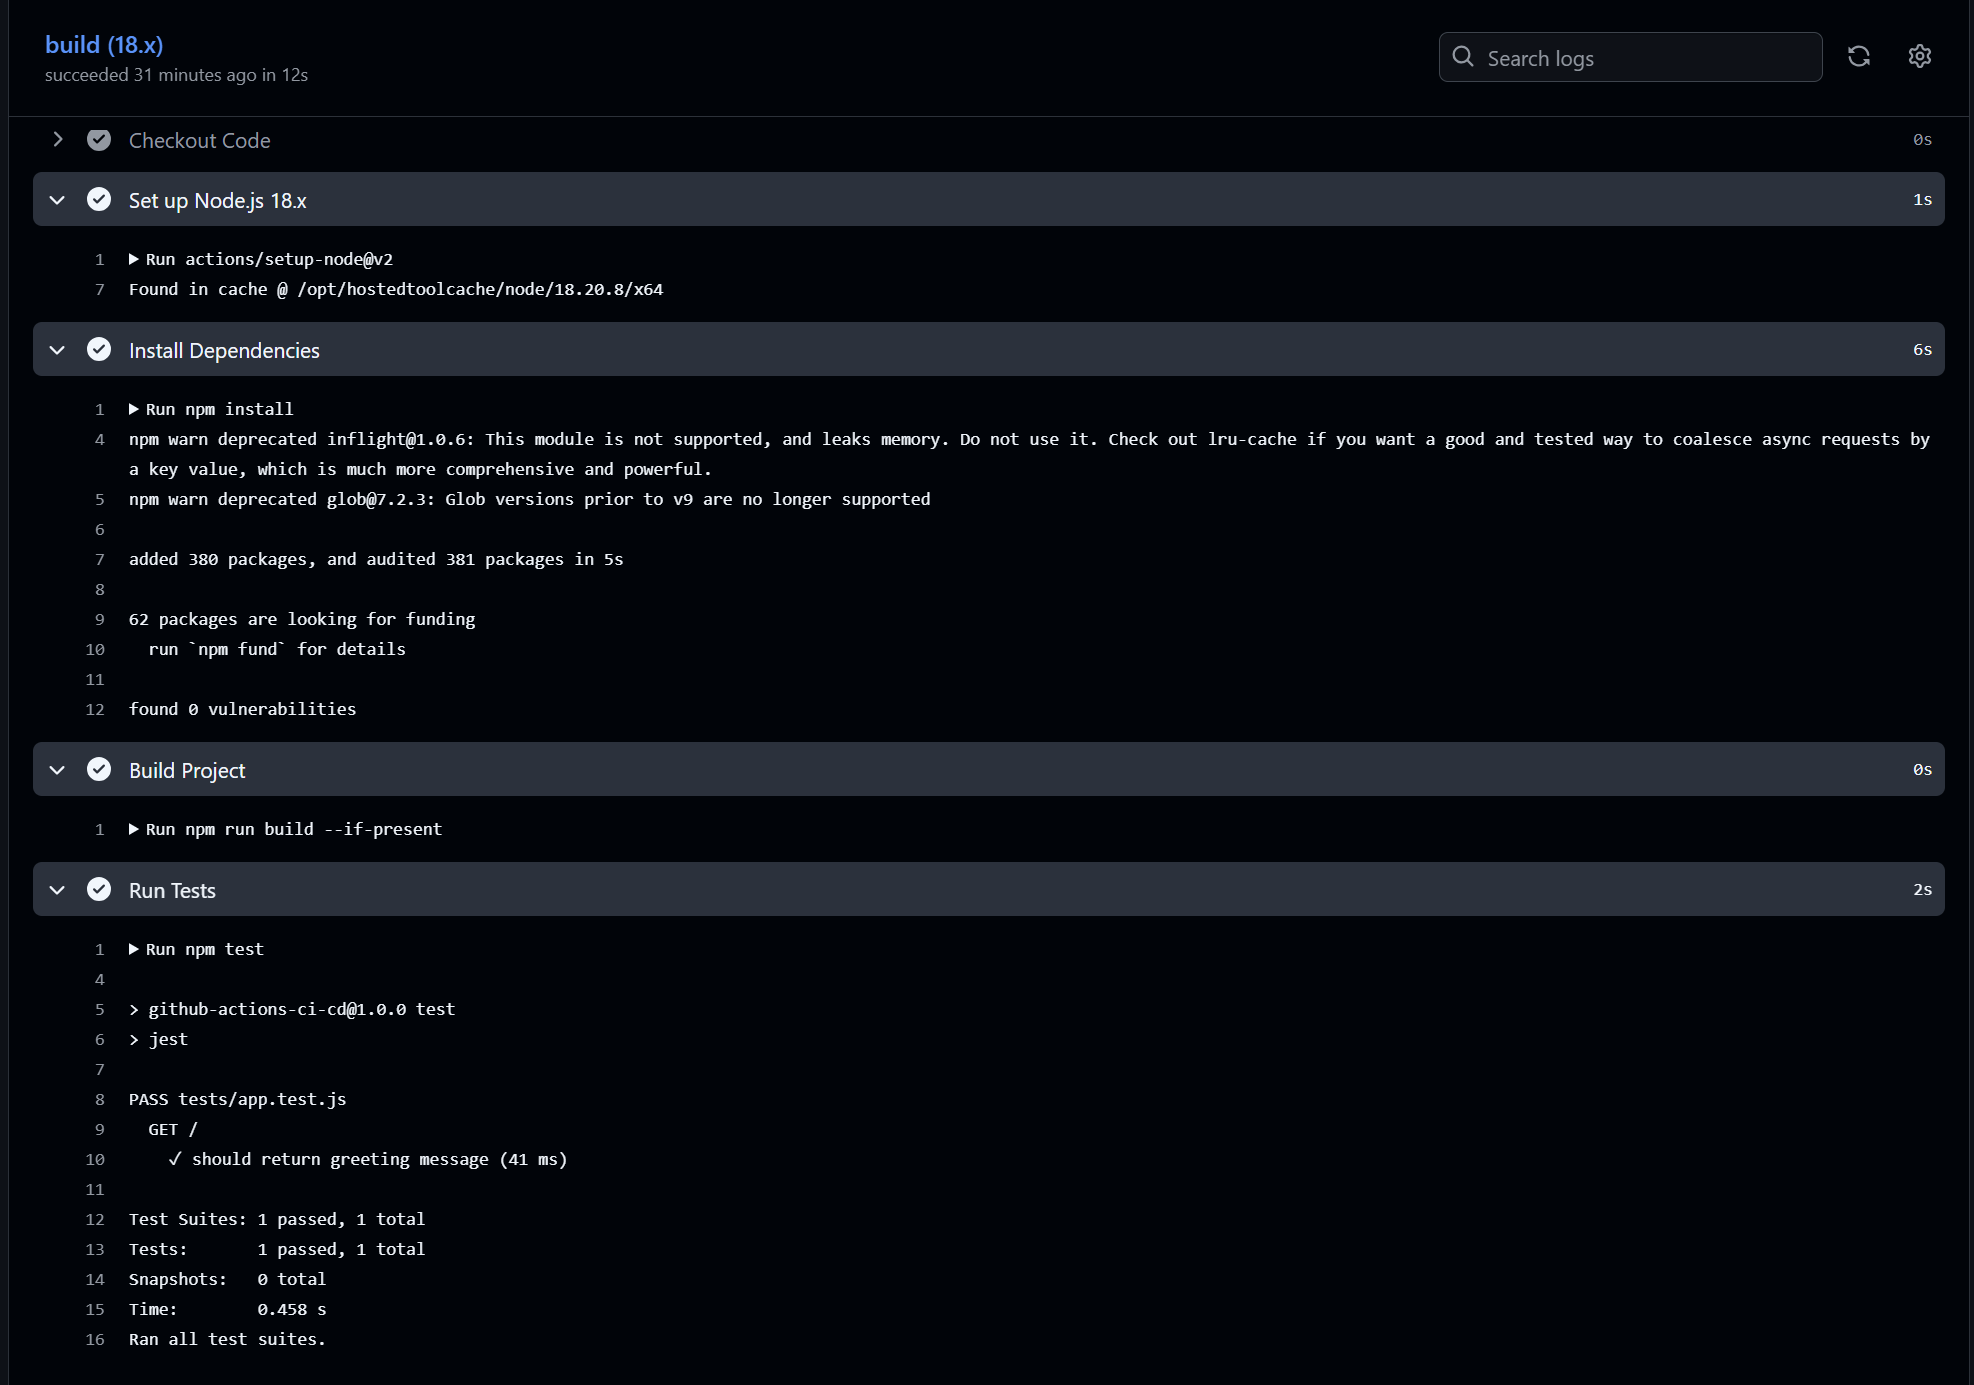 build (18.x)
succeeded 31 minutes ago in 12s
Search logs
Checkout Code 0s
Set up Node.js 18.x 1s
1 Run actions/setup-node@v2
7 Found in cache @ /opt/hostedtoolcache/node/18.20.8/x64
Install Dependencies 6s
1 Run npm install
4 npm warn deprecated inflight@1.0.6: This module is not supported, and leaks memory. Do not use it. Check out lru-cache if you want a good and tested way to coalesce async requests by
a key value, which is much more comprehensive and powerful.
5 npm warn deprecated glob@7.2.3: Glob versions prior to v9 are no longer supported
6
7 added 380 packages, and audited 381 packages in 5s
8
9 62 packages are looking for funding
10 run `npm fund` for details
11
12 found 0 vulnerabilities
Build Project 0s
1 Run npm run build --if-present
Run Tests 2s
1 Run npm test
4
5 > github-actions-ci-cd@1.0.0 test
6 > jest
7
8 PASS tests/app.test.js
9 GET /
10 ✓ should return greeting message (41 ms)
11
12 Test Suites: 1 passed, 1 total
13 Tests: 1 passed, 1 total
14 Snapshots: 0 total
15 Time: 0.458 s
16 Ran all test suites.